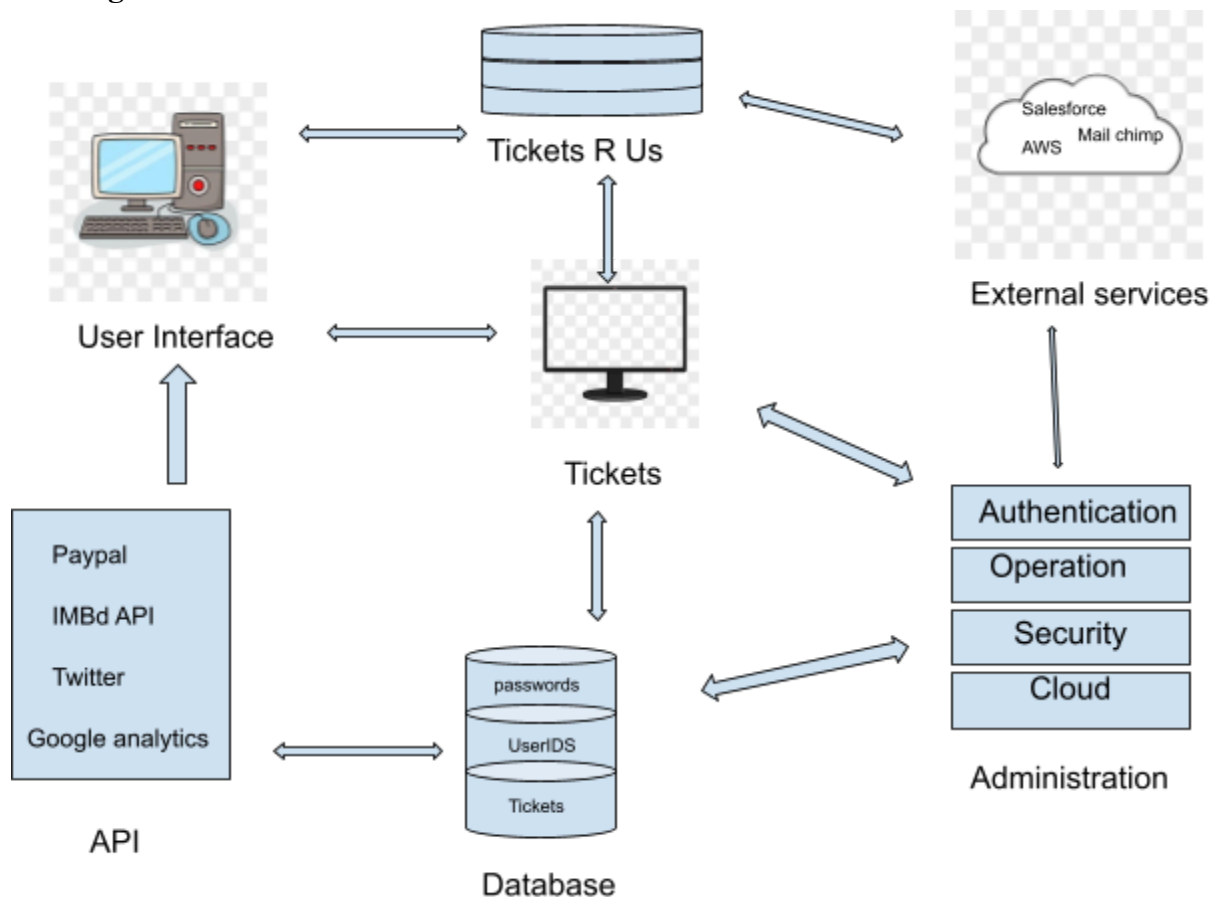 Tickets R Us
Salesforce
Mail chimp
AWS
External services
User Interface
Tickets
Paypal
IMBd API
Twitter
Google analytics
API
passwords
UserIDS
Tickets
Database
Authentication
Operation
Security
Cloud
Administration